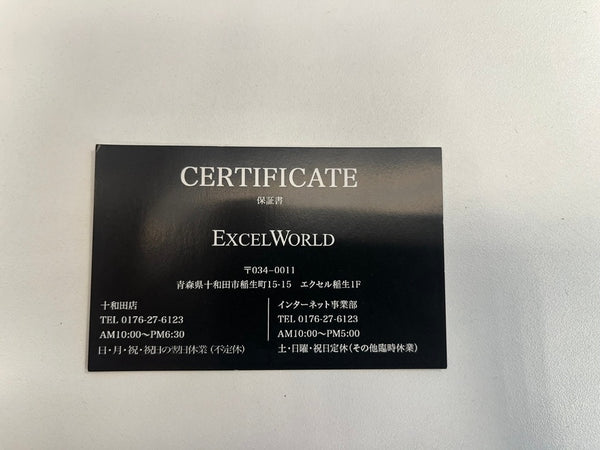 CERTIFICATE
保証書
EXCELWORLD
〒034-0011
青森県十和田市稲生町15-15 エクセル稲生1F
十和田店
TEL 0176-27-6123
AM10:00〜PM6:30
日・月・祝・祝日の翌日休業（不定休）
インターネット事業部
TEL 0176-27-6123
AM10:00〜PM5:00
土・日曜・祝日定休（その他臨時休業）